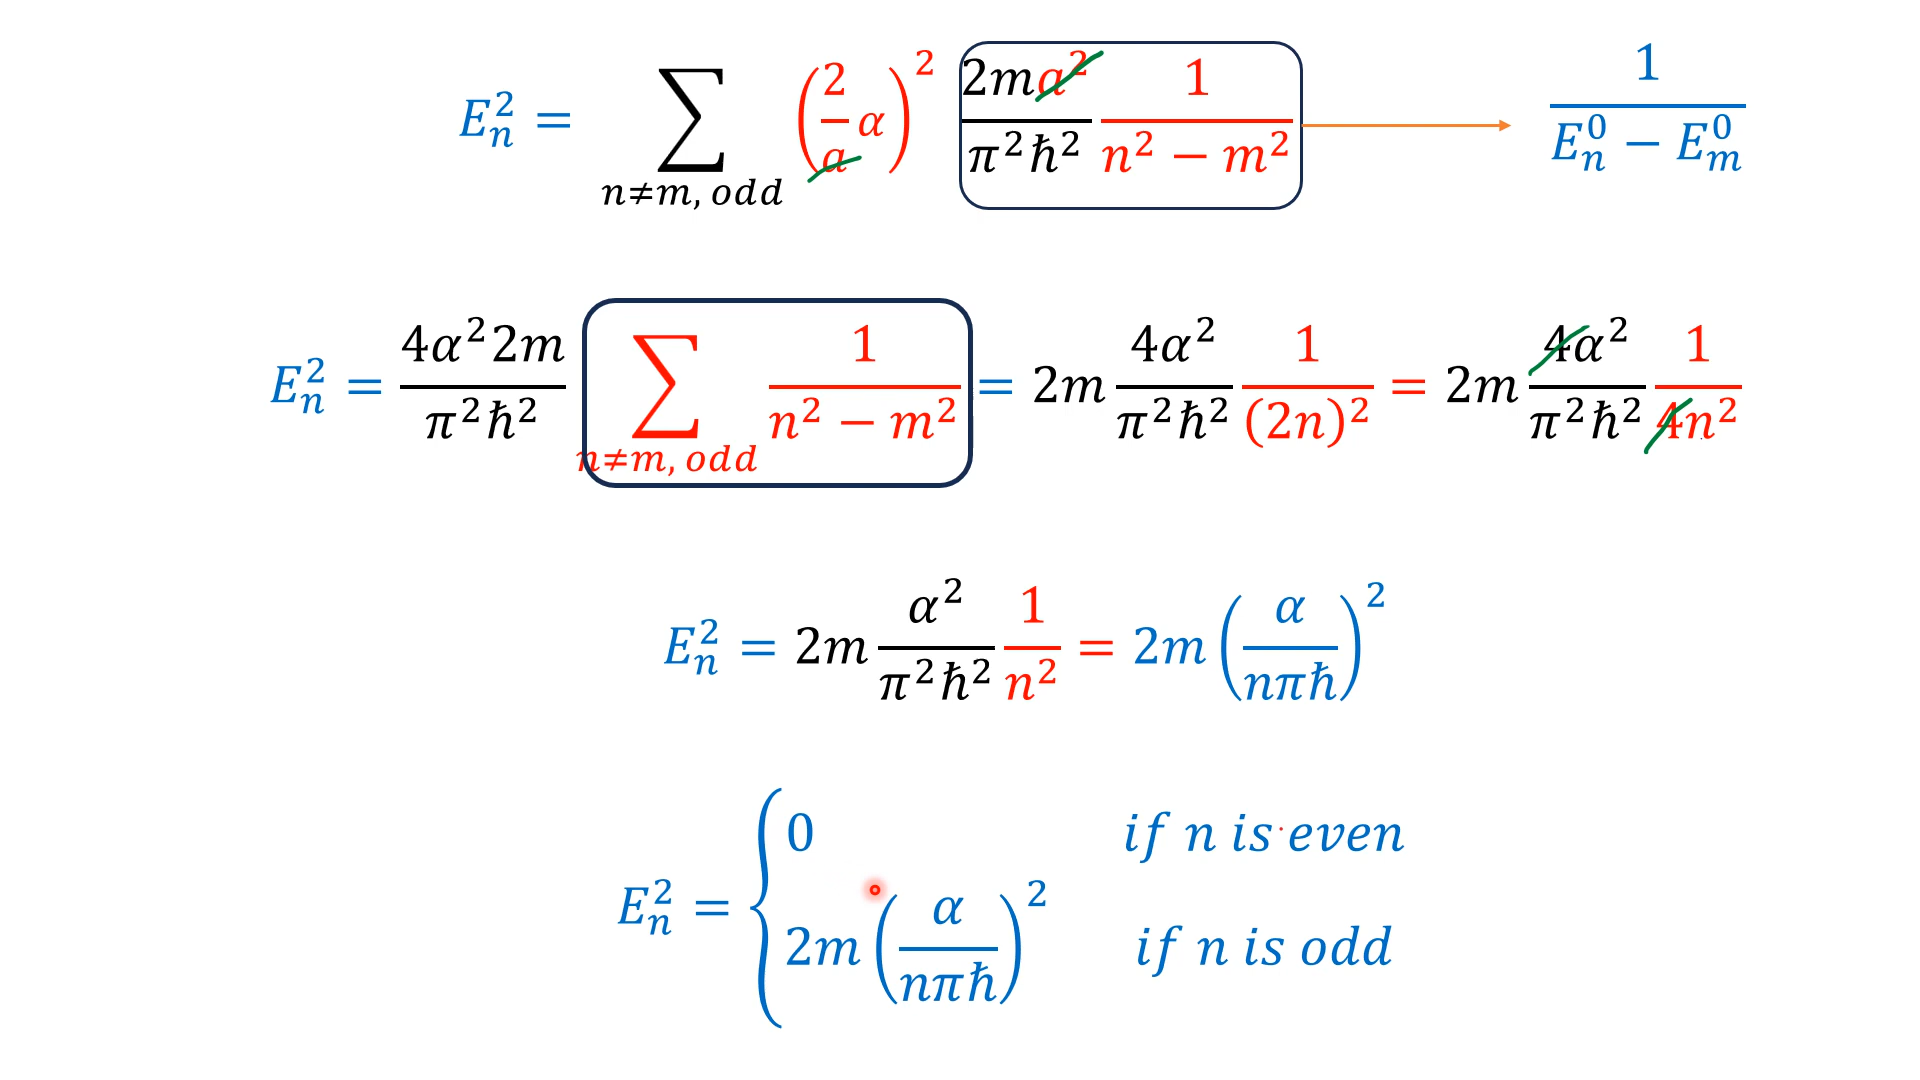 E_n^2 = ∑_{n≠m, odd} (2/a α)^2 2ma^2/π^2ℏ^2 1/n^2 − m^2 → 1/E_n^0 − E_m^0
E_n^2 = 4α^2 2m/π^2ℏ^2 ∑_{n≠m, odd} 1/n^2 − m^2 = 2m 4α^2/π^2ℏ^2 1/(2n)^2 = 2m 4α^2/π^2ℏ^2 1/4n^2
E_n^2 = 2m α^2/π^2ℏ^2 1/n^2 = 2m (α/nπℏ)^2
E_n^2 = { 0 if n is even
2m (α/nπℏ)^2 if n is odd